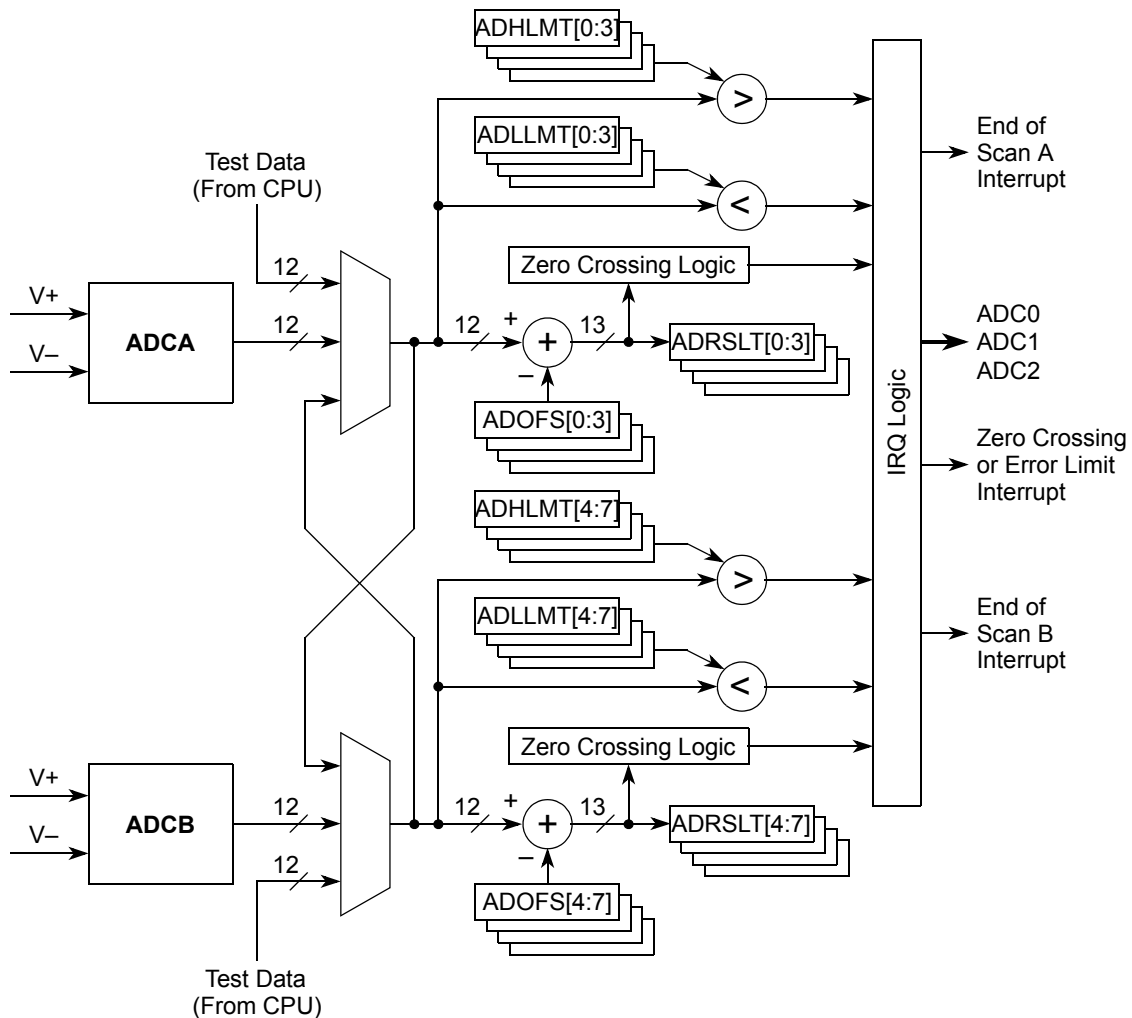 ADHLMT[0:3]
>
ADLLMT[0:3]
<
Test Data
(From CPU)
12
Zero Crossing Logic
V+
V–
ADCA
12
12
+
+
–
13
ADRSLT[0:3]
ADOFS[0:3]
ADHLMT[4:7]
>
ADLLMT[4:7]
<
Zero Crossing Logic
V+
V–
ADCB
12
12
12
+
+
–
13
ADRSLT[4:7]
ADOFS[4:7]
Test Data
(From CPU)
IRQ Logic
End of
Scan A
Interrupt
ADC0
ADC1
ADC2
Zero Crossing
or Error Limit
Interrupt
End of
Scan B
Interrupt